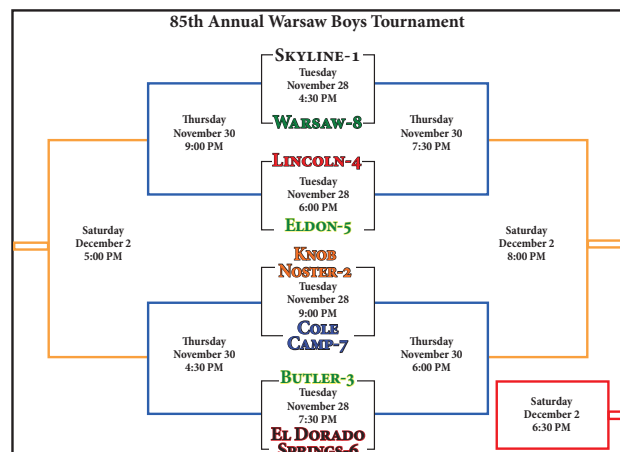 85th Annual Warsaw Boys Tournament
Skyline-1
Tuesday
November 28
4:30 PM
Warsaw-8
Thursday
November 30
9:00 PM
Thursday
November 30
7:30 PM
Lincoln-4
Tuesday
November 28
6:00 PM
Eldon-5
Saturday
December 2
5:00 PM
Saturday
December 2
8:00 PM
Knob
Noster-2
Tuesday
November 28
9:00 PM
Cole
Camp-7
Thursday
November 30
4:30 PM
Thursday
November 30
6:00 PM
Butler-3
Tuesday
November 28
7:30 PM
El Dorado
Springs-6
Saturday
December 2
6:30 PM